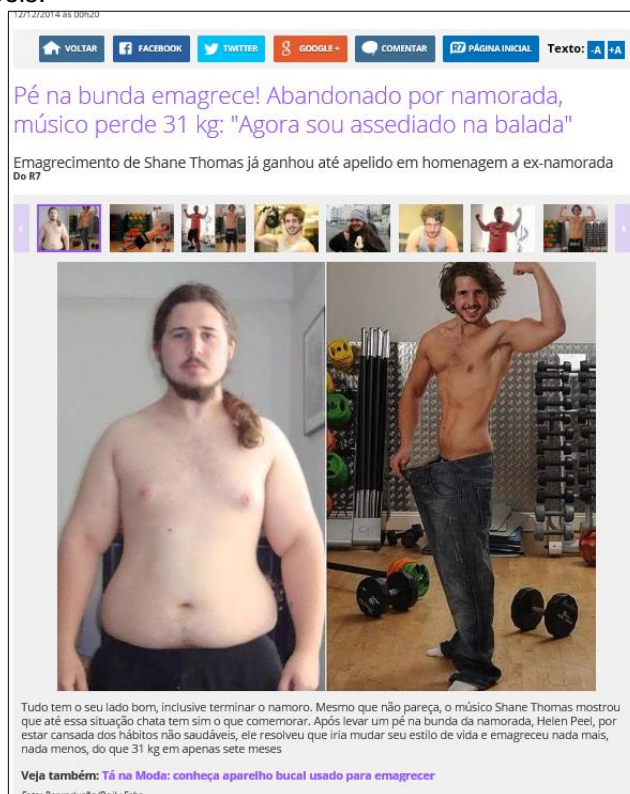 12/12/2014 às 00h20
VOLTAR FACEBOOK TWITTER GOOGLE + COMENTAR R7 PÁGINA INICIAL Texto: -A +A
Pé na bunda emagrece! Abandonado por namorada,
músico perde 31 kg: "Agora sou assediado na balada"
Emagrecimento de Shane Thomas já ganhou até apelido em homenagem a ex-namorada
Do R7
Tudo tem o seu lado bom, inclusive terminar o namoro. Mesmo que não pareça, o músico Shane Thomas mostrou
que até essa situação chata tem sim o que comemorar. Após levar um pé na bunda da namorada, Helen Peel, por
estar cansada dos hábitos não saudáveis, ele resolveu que iria mudar seu estilo de vida e emagreceu nada mais,
nada menos, do que 31 kg em apenas sete meses
Veja também: Tá na Moda: conheça aparelho bucal usado para emagrecer
Foto: Reprodução/Daily Echo